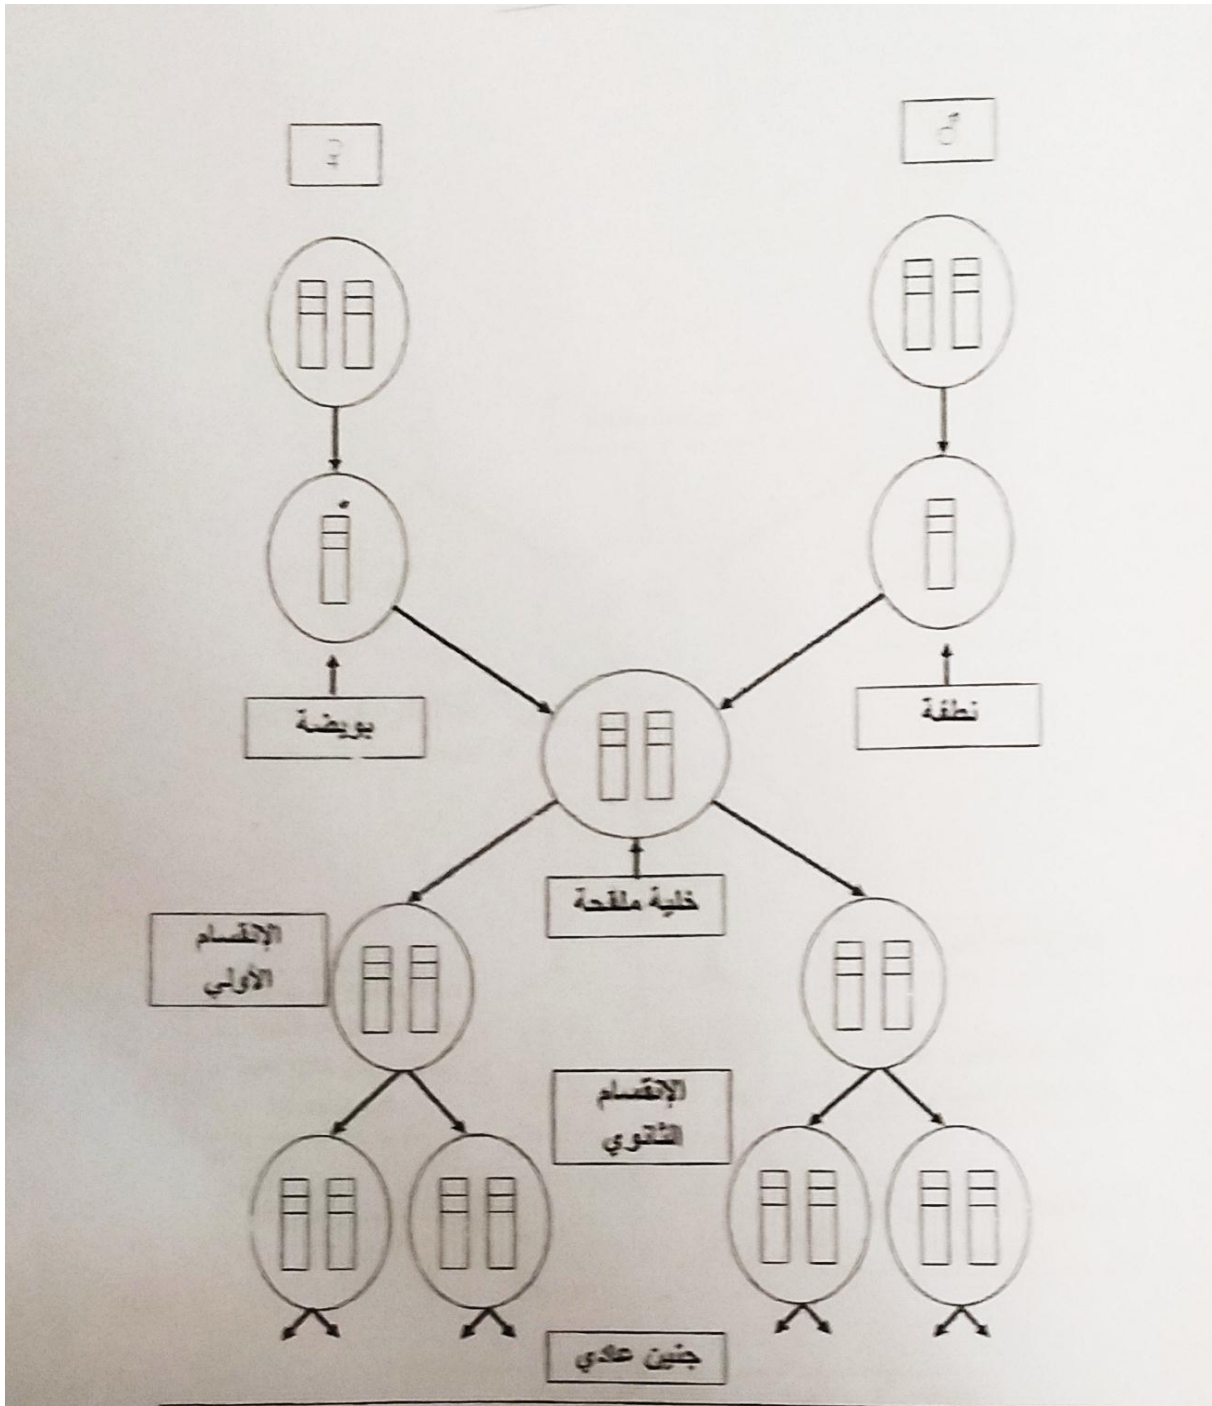 ♀
♂
بويضة
نطفة
خلية ملقحة
الإنقسام
الأولي
الإنقسام
الثانوي
جنين عادي